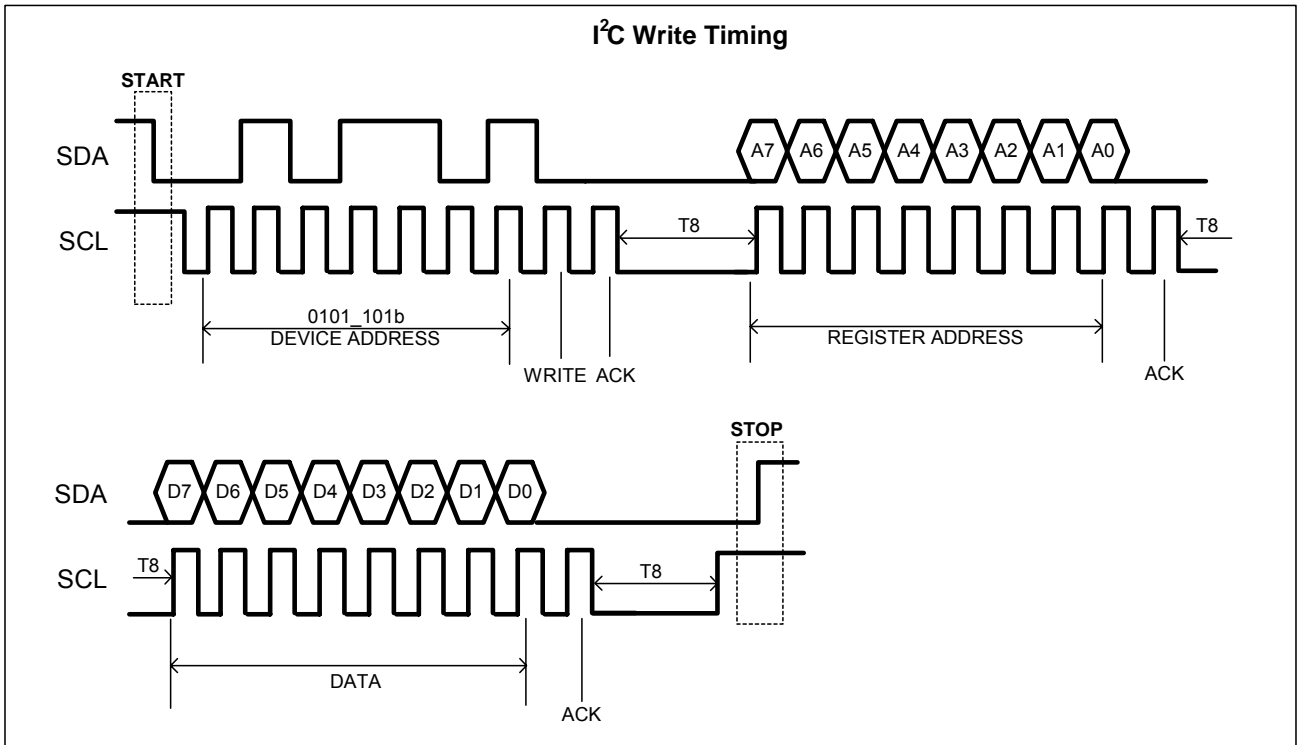 I²C Write Timing
START
SDA
A7 A6 A5 A4 A3 A2 A1 A0
SCL
T8
T8
0101_101b
DEVICE ADDRESS
REGISTER ADDRESS
WRITE ACK
ACK
STOP
SDA
D7 D6 D5 D4 D3 D2 D1 D0
SCL
T8
T8
DATA
ACK